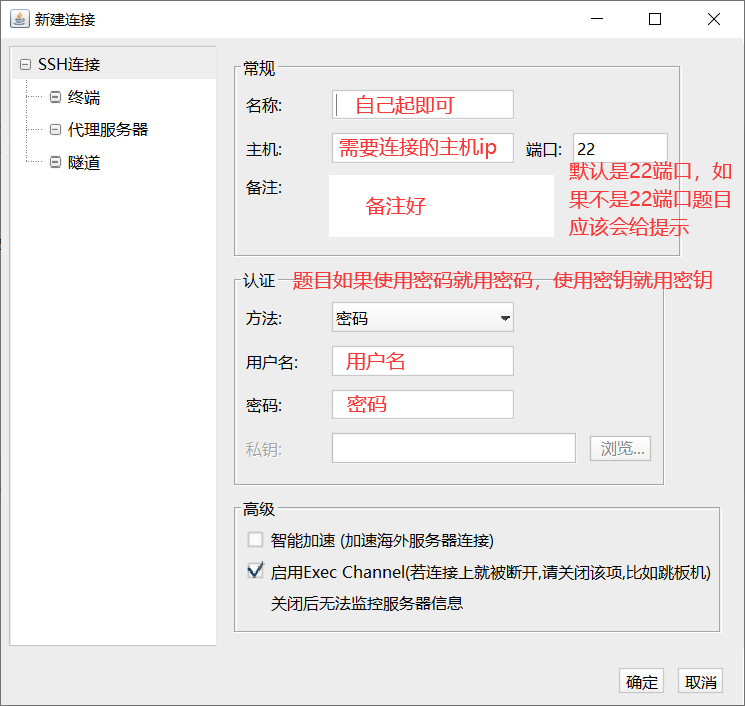 新建连接
SSH连接
终端
代理服务器
隧道
常规
名称: 自己起即可
主机: 需要连接的主机ip 端口: 22
默认是22端口，如
果不是22端口题目
应该会给提示
备注: 备注好
认证 题目如果使用密码就用密码，使用密钥就用密钥
方法: 密码
用户名: 用户名
密码: 密码
私钥: 浏览...
高级
智能加速 (加速海外服务器连接)
启用Exec Channel(若连接上就被断开,请关闭该项,比如跳板机)
关闭后无法监控服务器信息
确定 取消